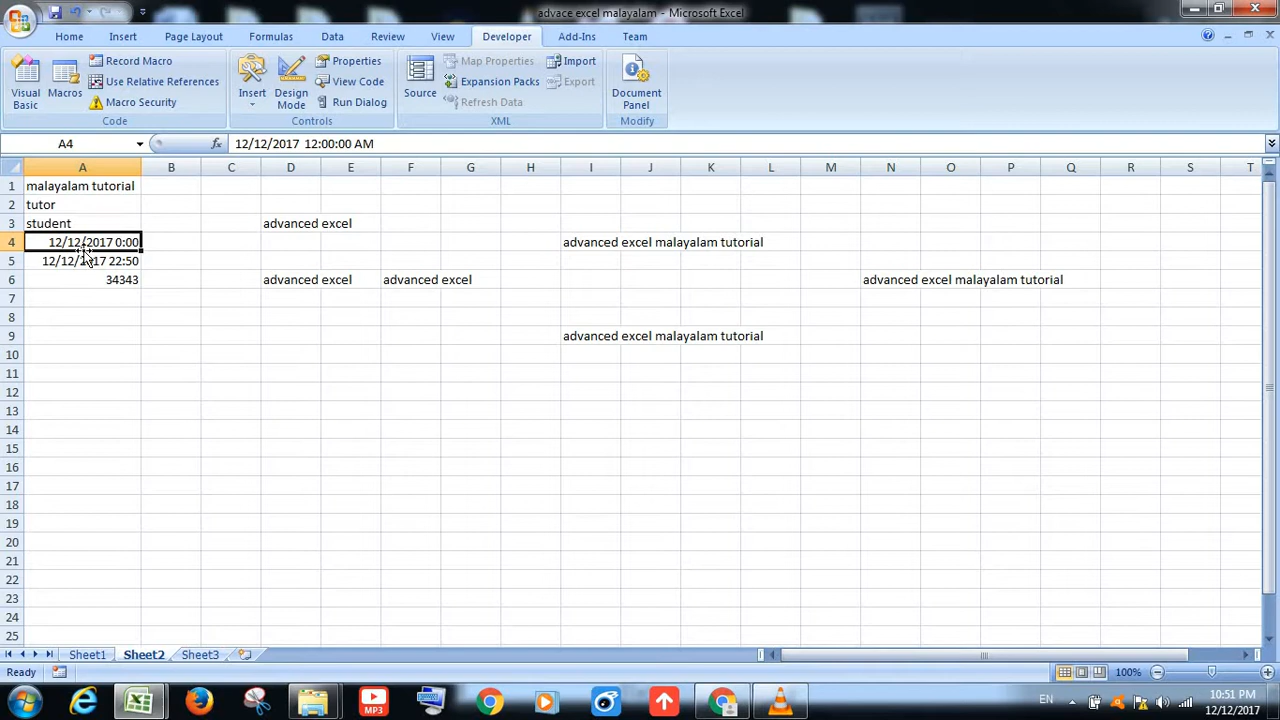 advace excel malayalam - Microsoft Excel
Home Insert Page Layout Formulas Data Review View Developer Add-Ins Team
Visual Basic
Macros
Record Macro
Use Relative References
Macro Security
Code
Insert
Design Mode
Properties
View Code
Run Dialog
Controls
Source
Map Properties
Expansion Packs
Refresh Data
Import
Export
XML
Document Panel
Modify
A4 fx 12/12/2017 12:00:00 AM
A B C D E F G H I J K L M N O P Q R S T
1 malayalam tutorial
2 tutor
3 student advanced excel
4 12/12/2017 0:00 advanced excel malayalam tutorial
5 12/12/2017 22:50
6 34343 advanced excel advanced excel advanced excel malayalam tutorial
7
8
9 advanced excel malayalam tutorial
10
11
12
13
14
15
16
17
18
19
20
21
22
23
24
25
Sheet1 Sheet2 Sheet3
Ready 100%
MP3
EN
10:51 PM
12/12/2017